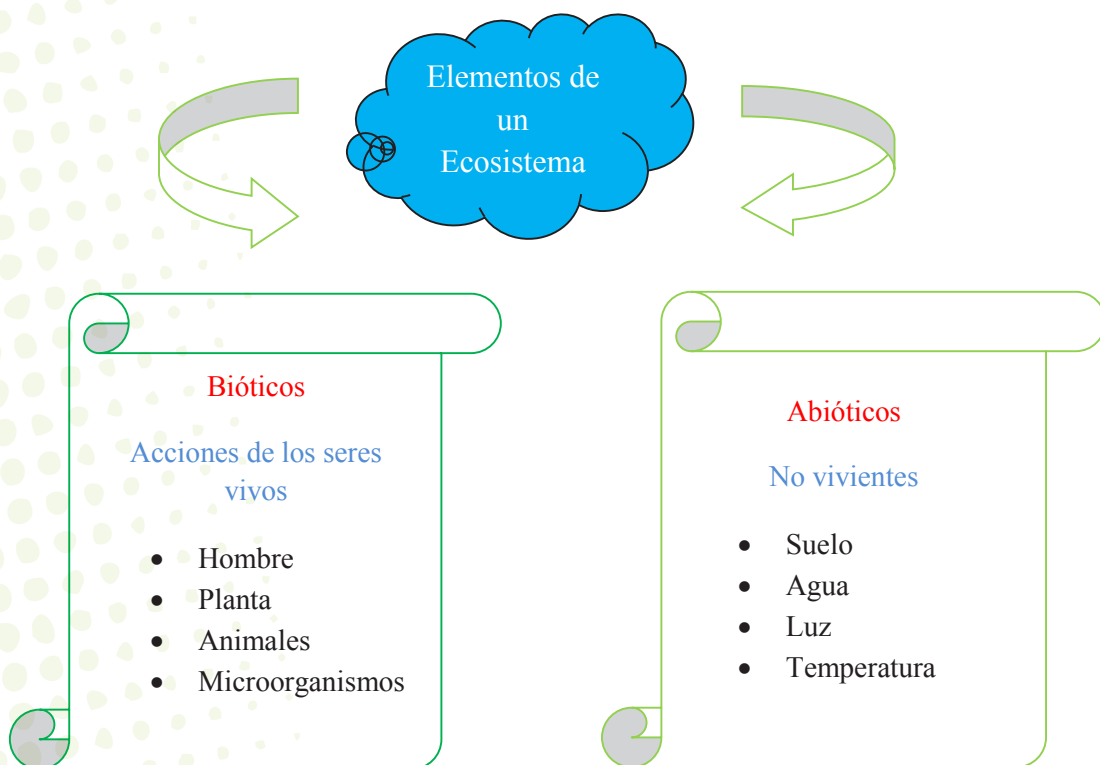 Elementos de
un
Ecosistema
Bióticos
Acciones de los seres
vivos
• Hombre
• Planta
• Animales
• Microorganismos
Abióticos
No vivientes
• Suelo
• Agua
• Luz
• Temperatura